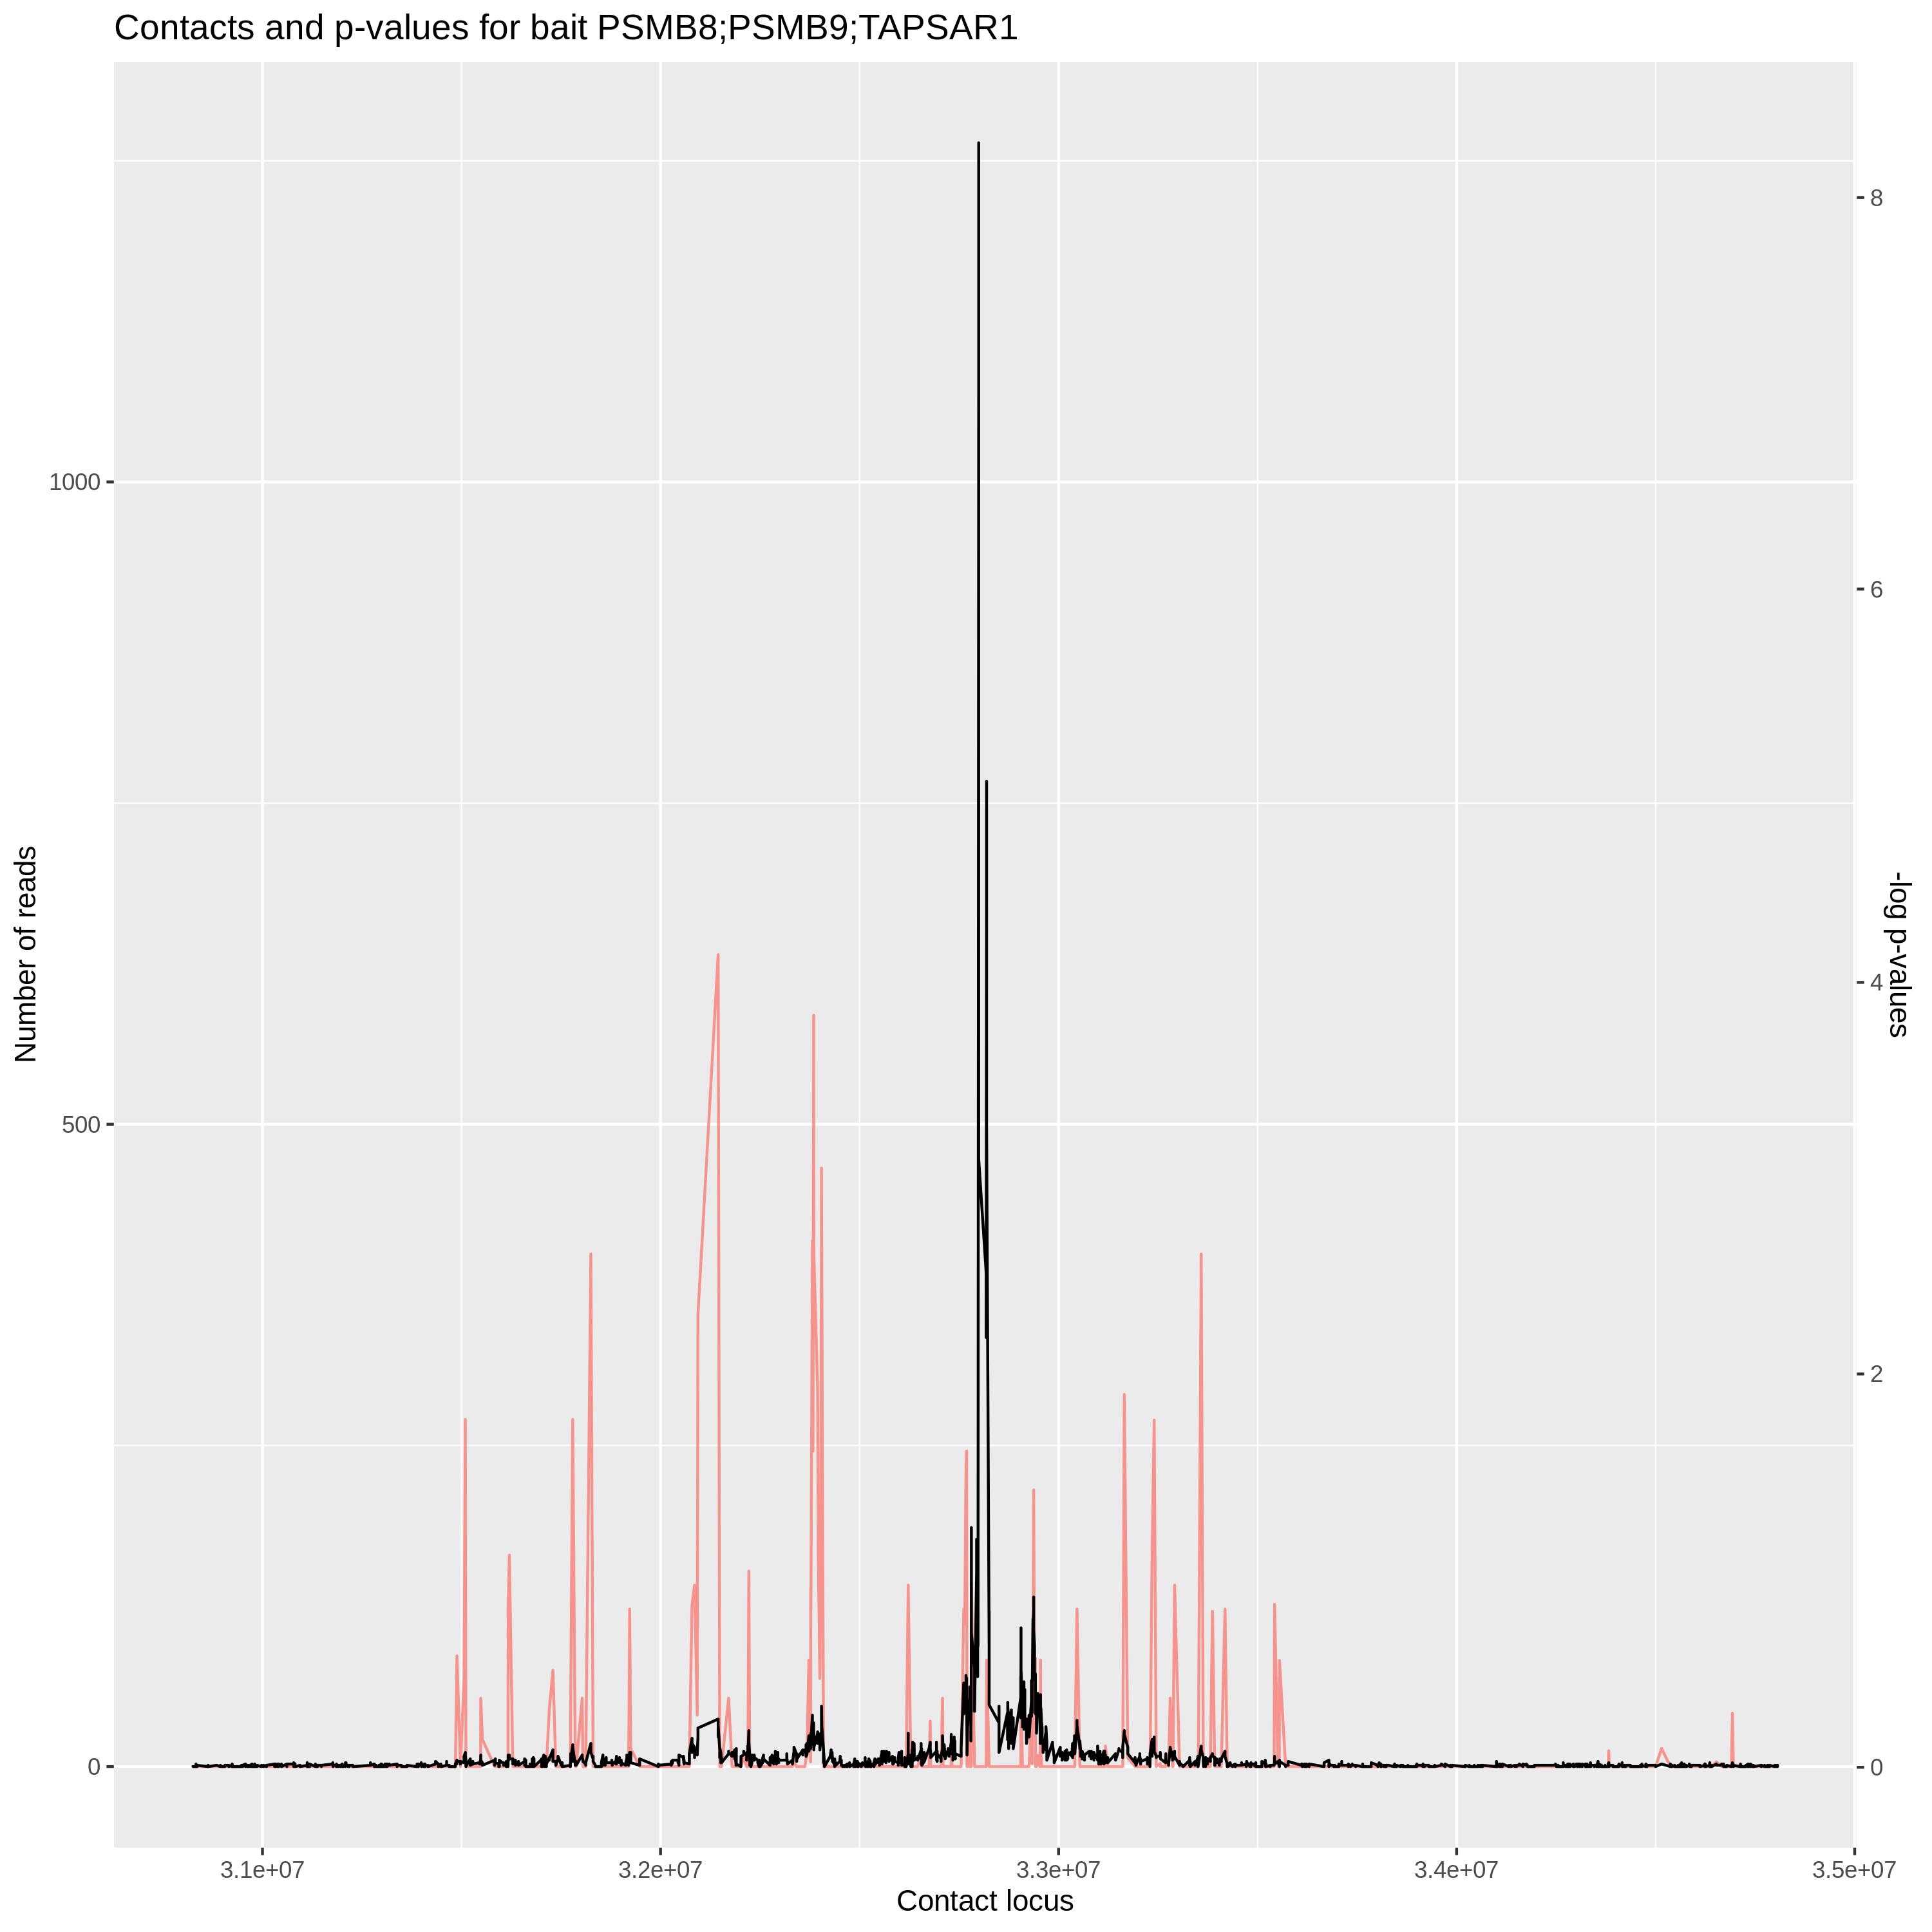 Contacts and p-values for bait PSMB8;PSMB9;TAPSAR1
Number of reads
1000
500
0
8
6
4
2
0
-log p-values
3.1e+07 3.2e+07 3.3e+07 3.4e+07 3.5e+07
Contact locus